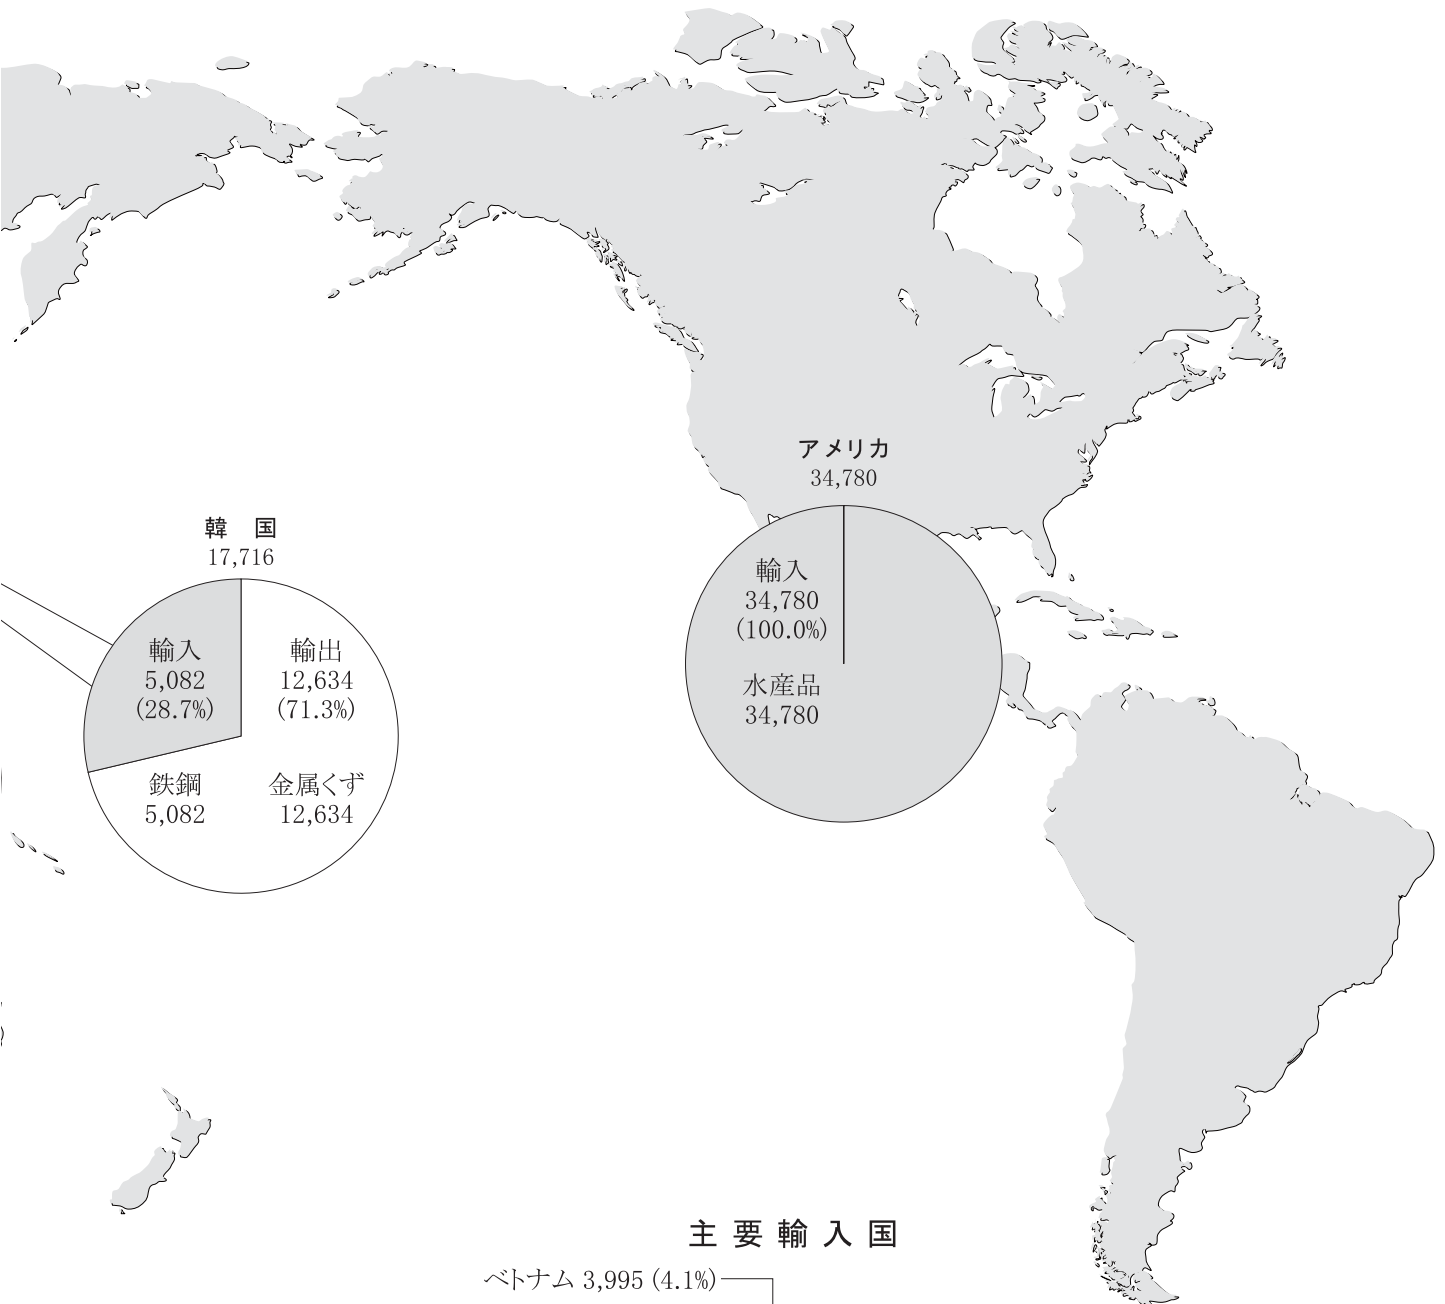 アメリカ
34,780
輸入
34,780
(100.0%)
水産品
34,780
韓　国
17,716
輸入
5,082
(28.7%)
鉄鋼
5,082
輸出
12,634
(71.3%)
金属くず
12,634
主要輸入国
ベトナム 3,995 (4.1%)